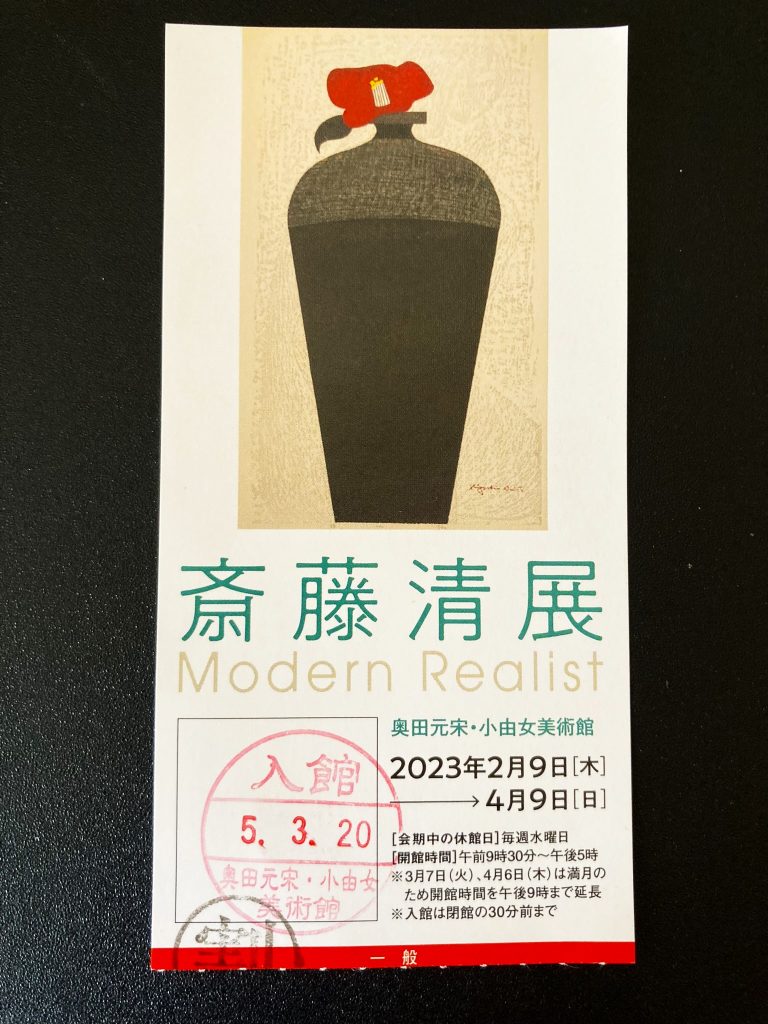 斎藤清展
Modern Realist
奥田元宋・小由女美術館
2023年2月9日[木]
→4月9日[日]
[会期中の休館日]毎週水曜日
[開館時間]午前9時30分～午後5時
※3月7日(火)、4月6日(木)は満月の
ため開館時間を午後9時まで延長
※入館は閉館の30分前まで
入館
5.3.20
奥田元宋・小由女
美術館
一般